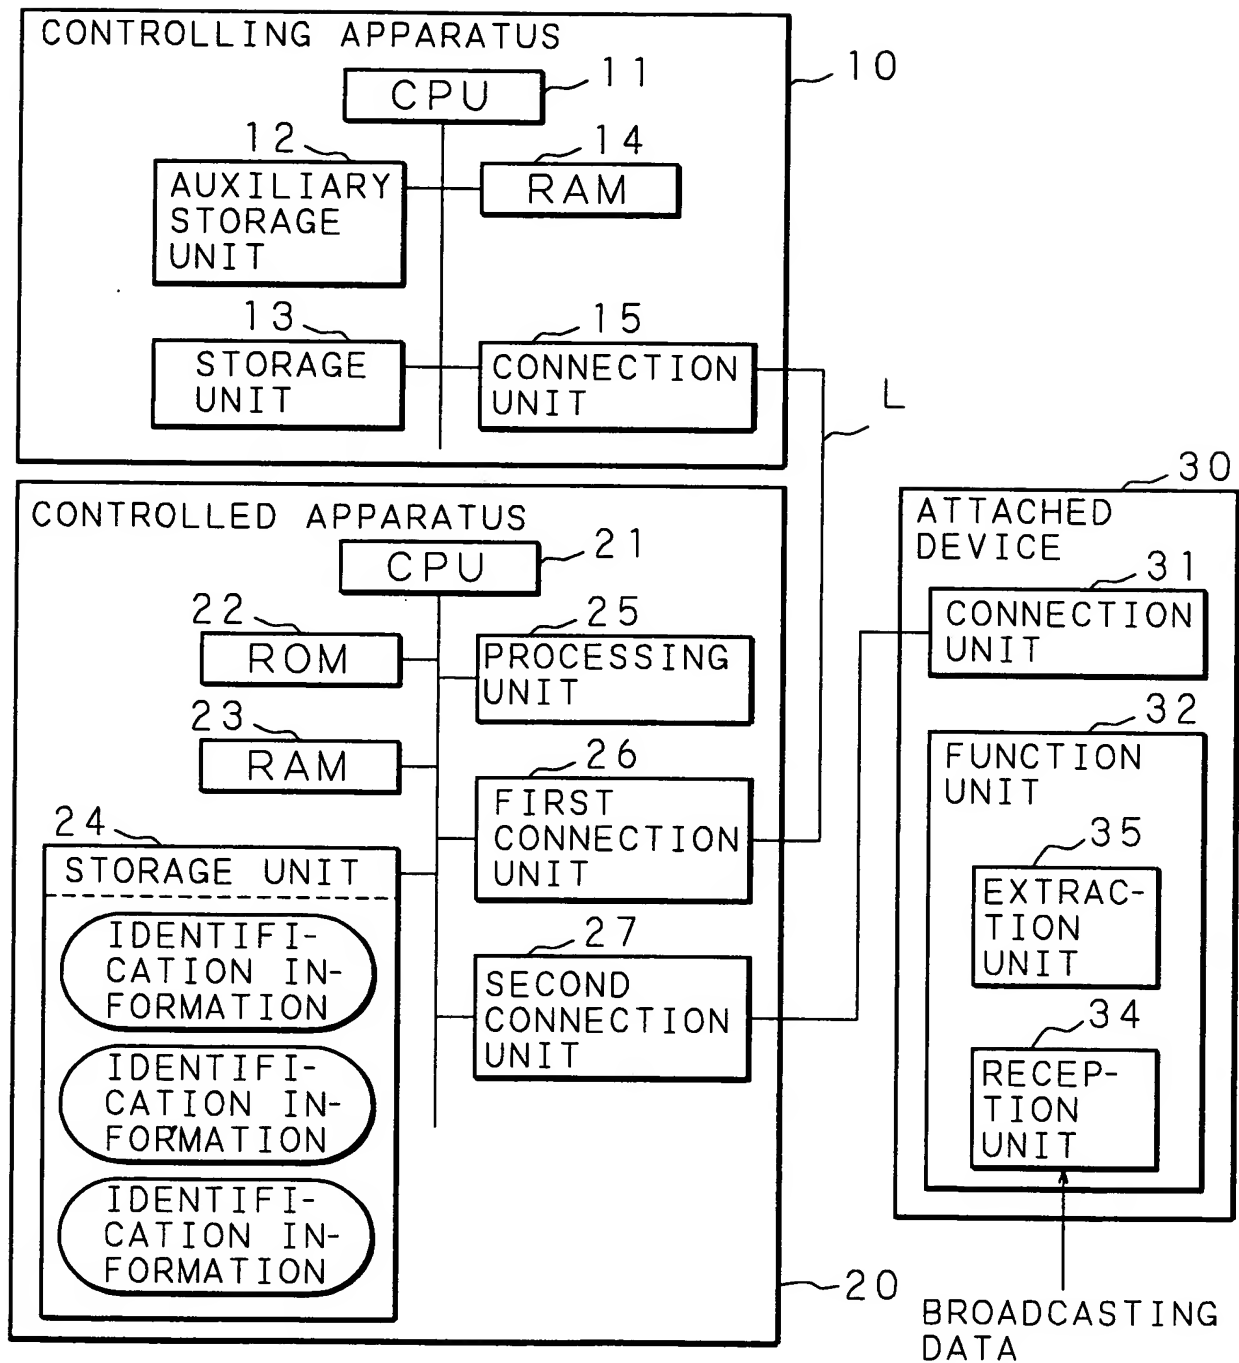 CONTROLLING APPARATUS
10
11
CPU
12
AUXILIARY
STORAGE
UNIT
14
RAM
13
STORAGE
UNIT
15
CONNECTION
UNIT
L
CONTROLLED APPARATUS
21
CPU
22
ROM
25
PROCESSING
UNIT
23
RAM
26
FIRST
CONNECTION
UNIT
24
STORAGE UNIT
IDENTIFI-
CATION IN-
FORMATION
IDENTIFI-
CATION IN-
FORMATION
IDENTIFI-
CATION IN-
FORMATION
27
SECOND
CONNECTION
UNIT
20
30
ATTACHED
DEVICE
31
CONNECTION
UNIT
32
FUNCTION
UNIT
35
EXTRAC-
TION
UNIT
34
RECEP-
TION
UNIT
BROADCASTING
DATA